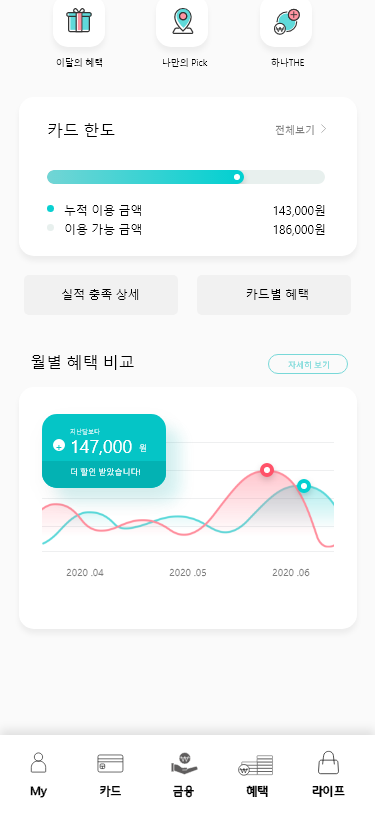 이달의 혜택 나만의 Pick 하나THE
카드 한도 전체보기
누적 이용 금액 143,000원
이용 가능 금액 186,000원
실적 충족 상세 카드별 혜택
월별 혜택 비교 자세히 보기
지난달보다
147,000 원
더 할인 받았습니다!
2020 .04 2020 .05 2020 .06
My 카드 금융 혜택 라이프